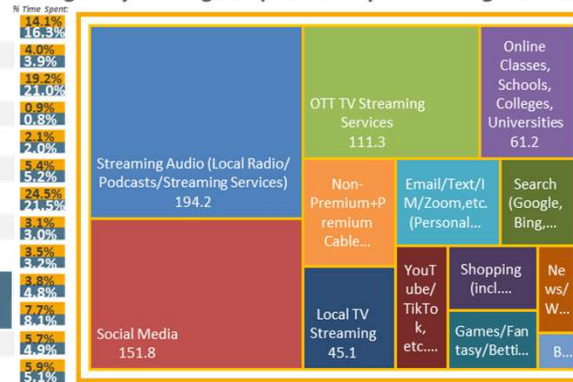 % Time Spent:
14.1%
16.3%
4.0%
3.9%
19.2%
21.0%
0.9%
0.8%
2.1%
2.0%
5.4%
5.2%
24.5%
21.5%
3.1%
3.0%
3.5%
3.2%
3.8%
4.8%
7.7%
8.1%
5.7%
4.9%
5.9%
5.1%
Streaming Audio (Local Radio/
Podcasts/Streaming Services)
194.2
Social Media
151.8
OTT TV Streaming
Services
111.3
Online
Classes,
Schools,
Colleges,
Universities
61.2
Non-
Premium+P
remium
Cable...
Email/Text/I
M/Zoom,etc.
(Personal...
Search
(Google,
Bing,...
Local TV
Streaming
45.1
YouT
ube/
TikTo
k,
etc....
Shopping
(incl....
Games/Fan
tasy/Betti...
Ne
ws/
W...
B...